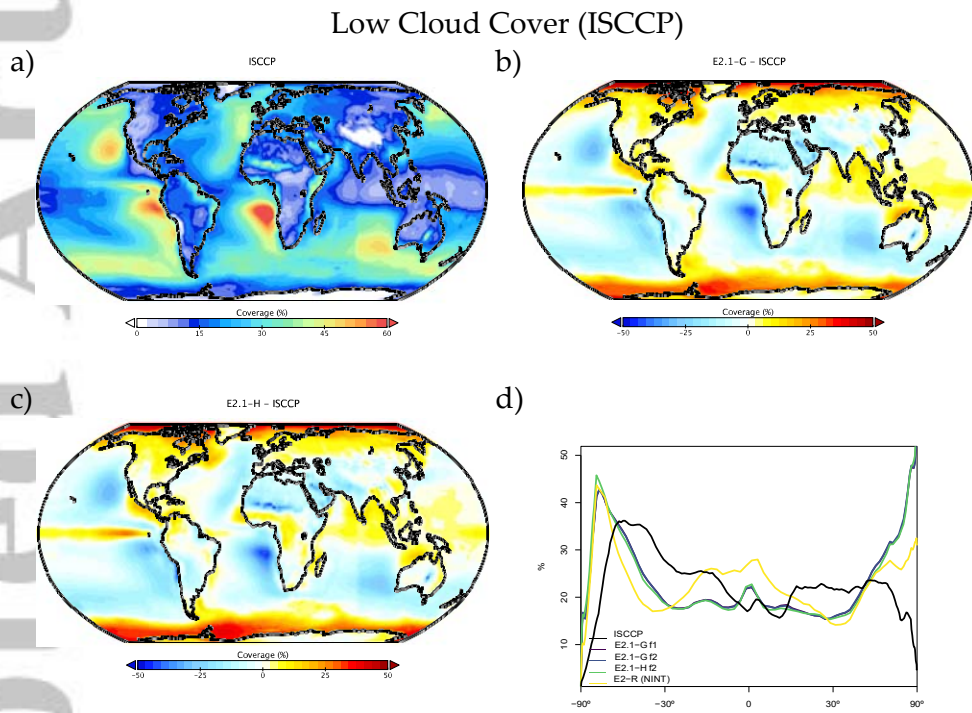 Low Cloud Cover (ISCCP)
a)
ISCCP
Coverage (%)
0 15 30 45 60
b)
E2.1-G - ISCCP
Coverage (%)
-50 -25 0 25 50
c)
E2.1-H - ISCCP
Coverage (%)
-50 -25 0 25 50
d)
50
40
30
20
10
%
ISCCP
E2.1-G f1
E2.1-G f2
E2.1-H f2
E2-R (NINT)
-90° -30° 0 30° 90°